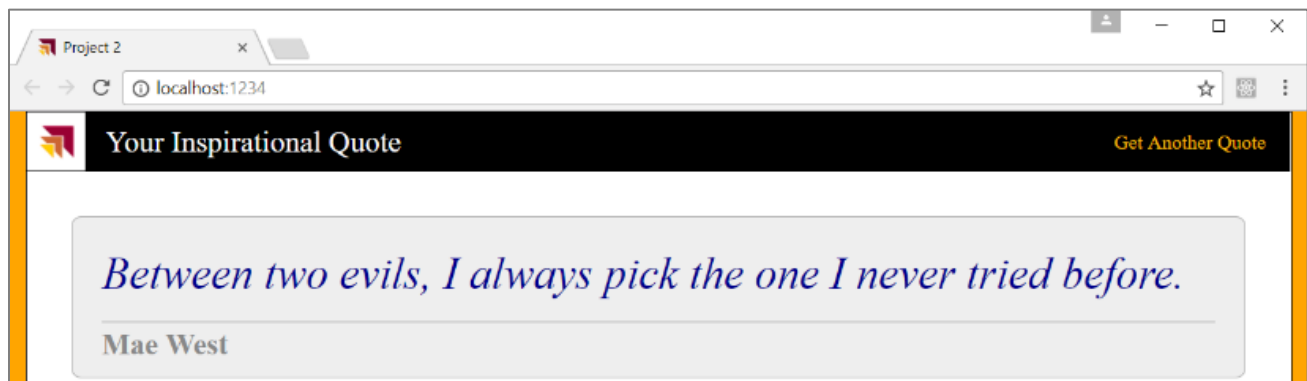 Project 2
localhost:1234
Your Inspirational Quote
Get Another Quote
Between two evils, I always pick the one I never tried before.
Mae West